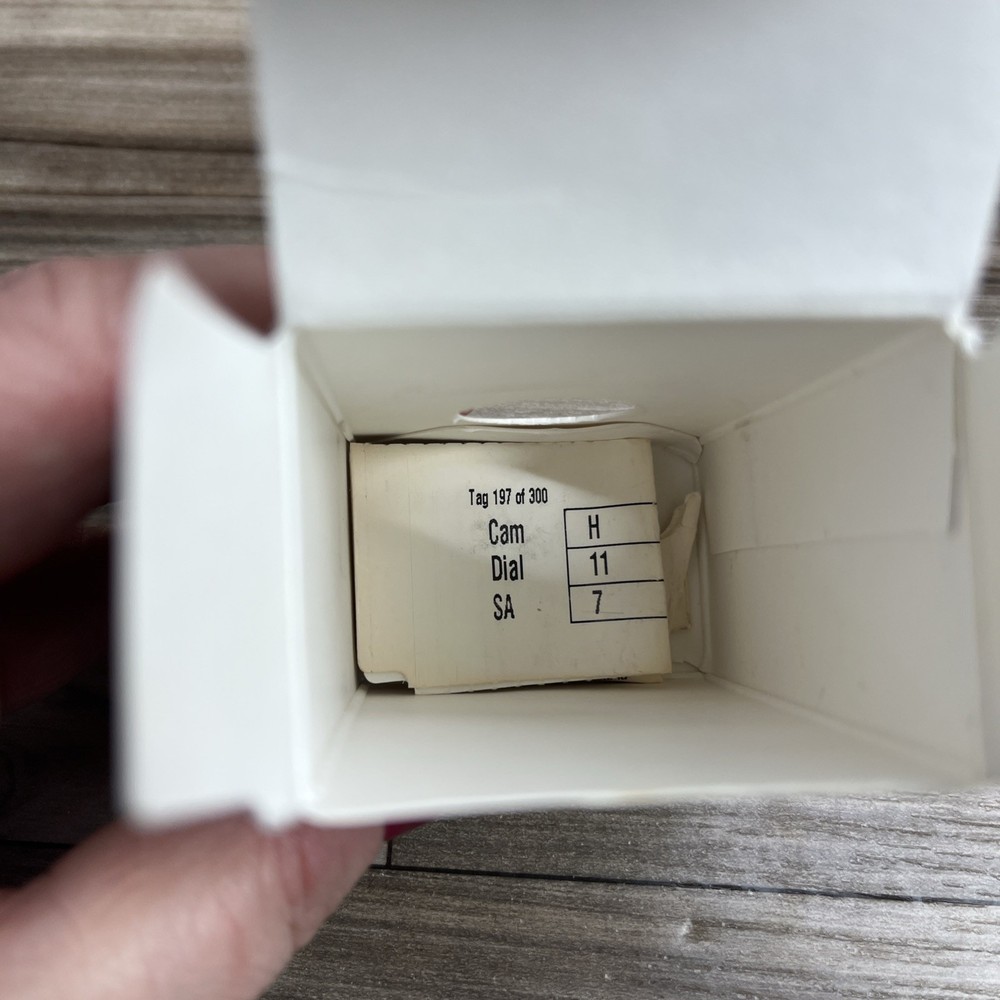 Tag 197 of 300
Cam H
Dial 11
SA 7